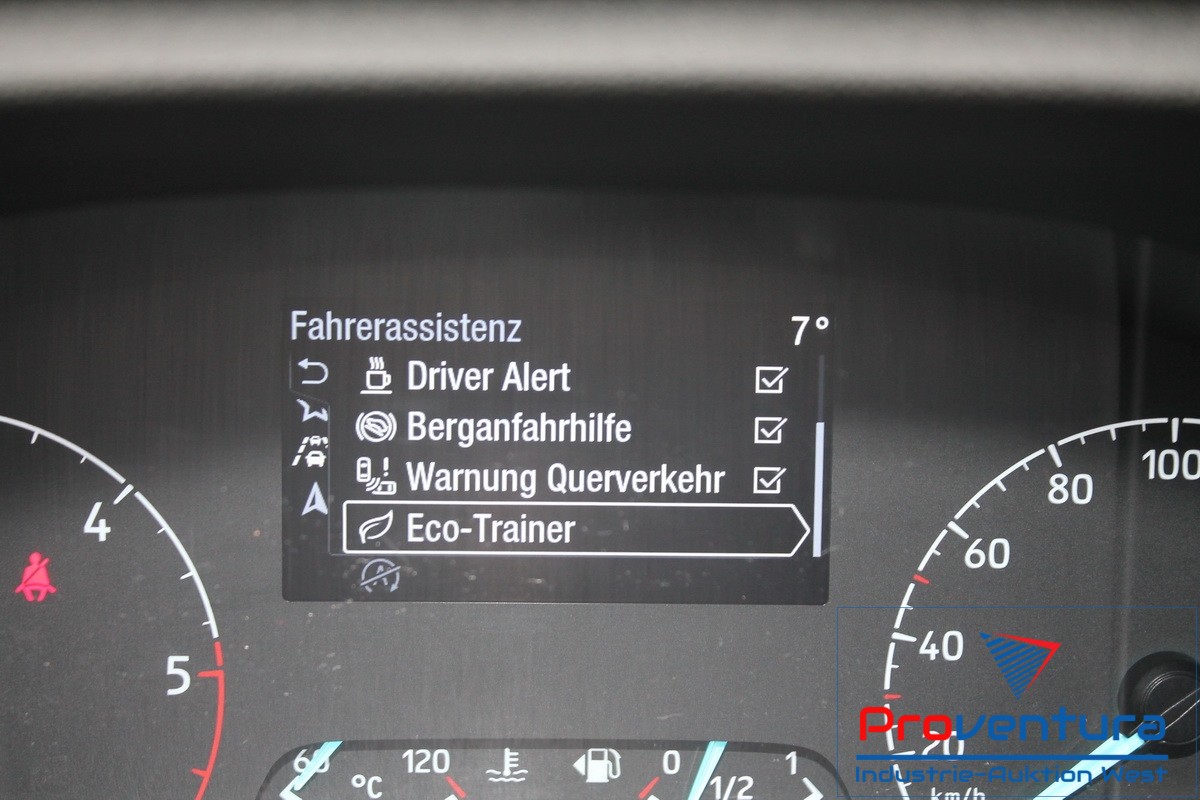 Fahrerassistenz 7°
Driver Alert
Berganfahrhilfe
Warnung Querverkehr
Eco-Trainer
4
5
100
80
60
40
20
km/h
60 120
°C
0 1/2 1
Proventura
Industrie-Auktion West